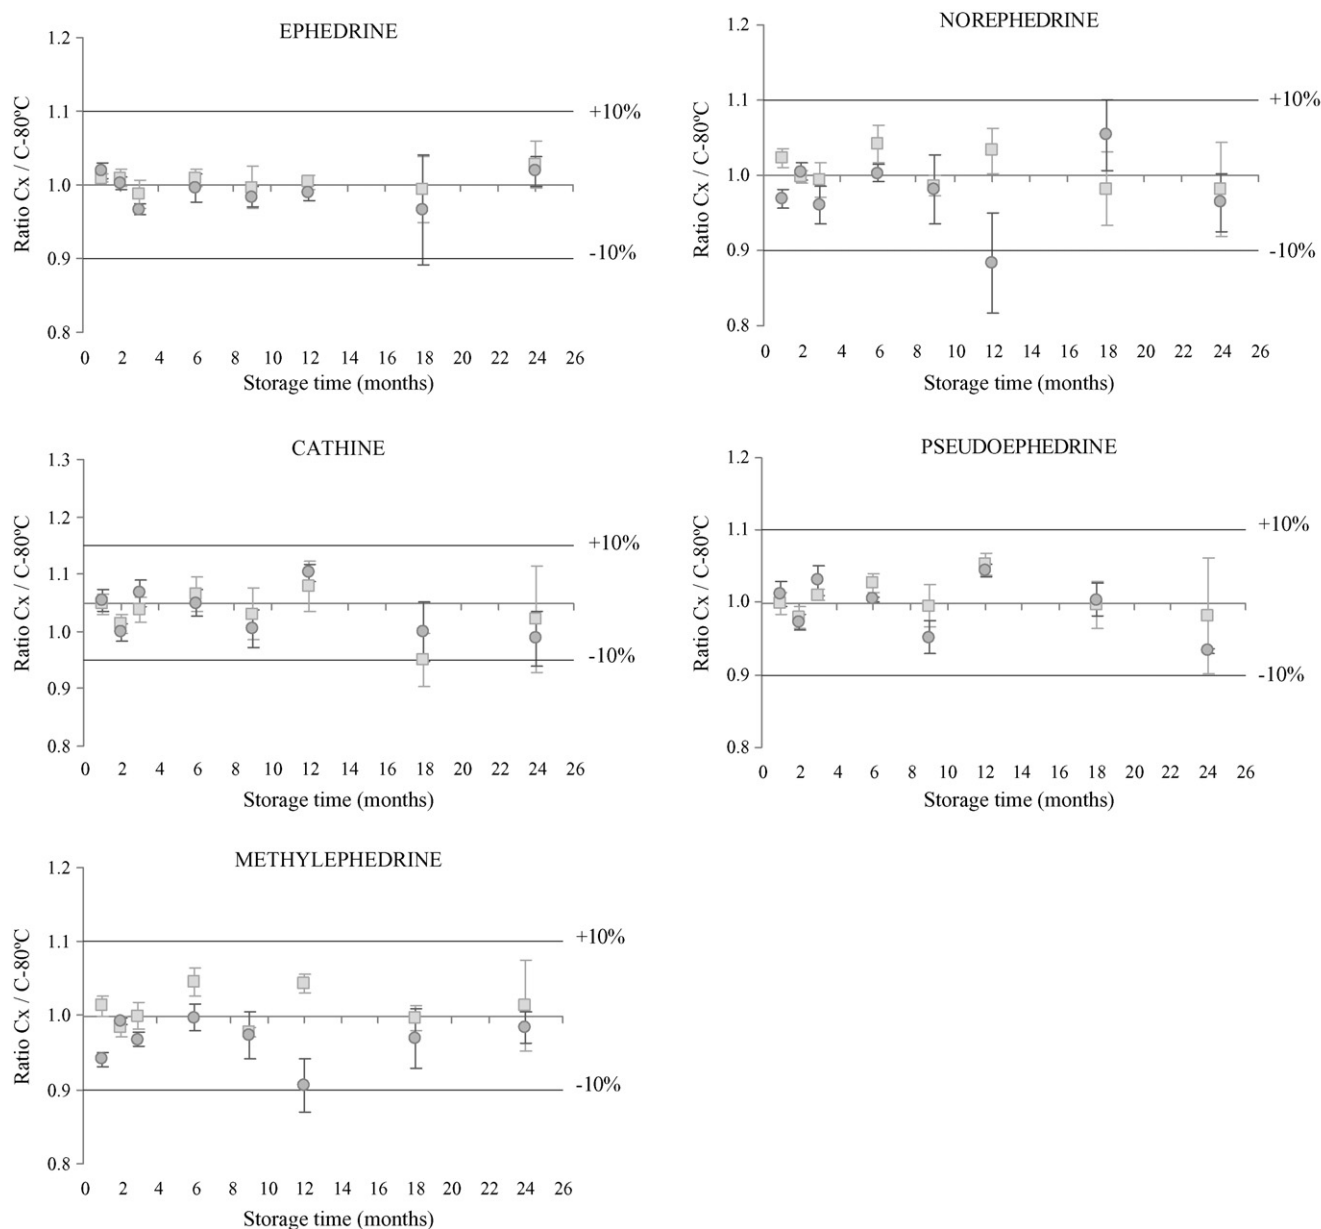 EPHEDRINE
1.2
1.1
1.0
0.9
0.8
+10%
-10%
Ratio Cx / C-80ºC
0 2 4 6 8 10 12 14 16 18 20 22 24 26
Storage time (months)
NOREPHEDRINE
1.2
1.1
1.0
0.9
0.8
+10%
-10%
Ratio Cx / C-80ºC
0 2 4 6 8 10 12 14 16 18 20 22 24 26
Storage time (months)
CATHINE
1.3
1.2
1.1
1.0
0.9
0.8
+10%
-10%
Ratio Cx / C-80ºC
0 2 4 6 8 10 12 14 16 18 20 22 24 26
Storage time (months)
PSEUDOEPHEDRINE
1.2
1.1
1.0
0.9
0.8
+10%
-10%
Ratio Cx / C-80ºC
0 2 4 6 8 10 12 14 16 18 20 22 24 26
Storage time (months)
METHYLEPHEDRINE
1.2
1.1
1.0
0.9
0.8
+10%
-10%
Ratio Cx / C-80ºC
0 2 4 6 8 10 12 14 16 18 20 22 24 26
Storage time (months)